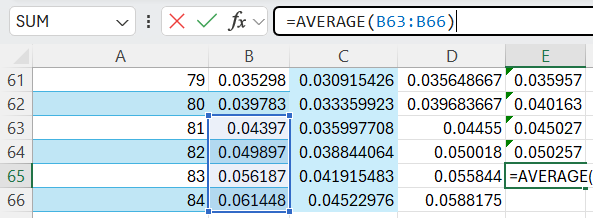 SUM fx =AVERAGE(B63:B66)
A B C D E
61 79 0.035298 0.030915426 0.035648667 0.035957
62 80 0.039783 0.033359923 0.039683667 0.040163
63 81 0.04397 0.035997708 0.04455 0.045027
64 82 0.049897 0.038844064 0.050018 0.050257
65 83 0.056187 0.041915483 0.055844 =AVERAGE(
66 84 0.061448 0.04522976 0.0588175